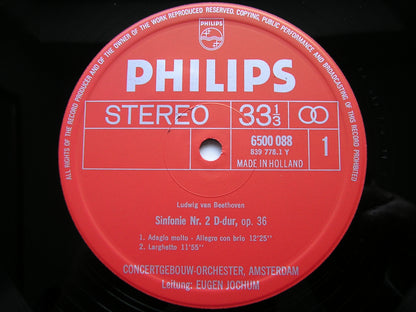 ALL RIGHTS OF THE RECORD PRODUCER AND OF THE OWNER OF THE WORK REPRODUCED RESERVED. COPYING, PUBLIC PERFORMANCE AND BROADCASTING OF THIS RECORD PROHIBITED
PHILIPS
PHILIPS
STEREO 33 1/3
6500 088
839 778.1 Y
MADE IN HOLLAND
1
Ludwig van Beethoven
Sinfonie Nr. 2 D-dur, op. 36
1. Adagio molto - Allegro con brio 12'25"
2. Larghetto 11'55"
CONCERTGEBOUW-ORCHESTER, AMSTERDAM
Leitung: EUGEN JOCHUM